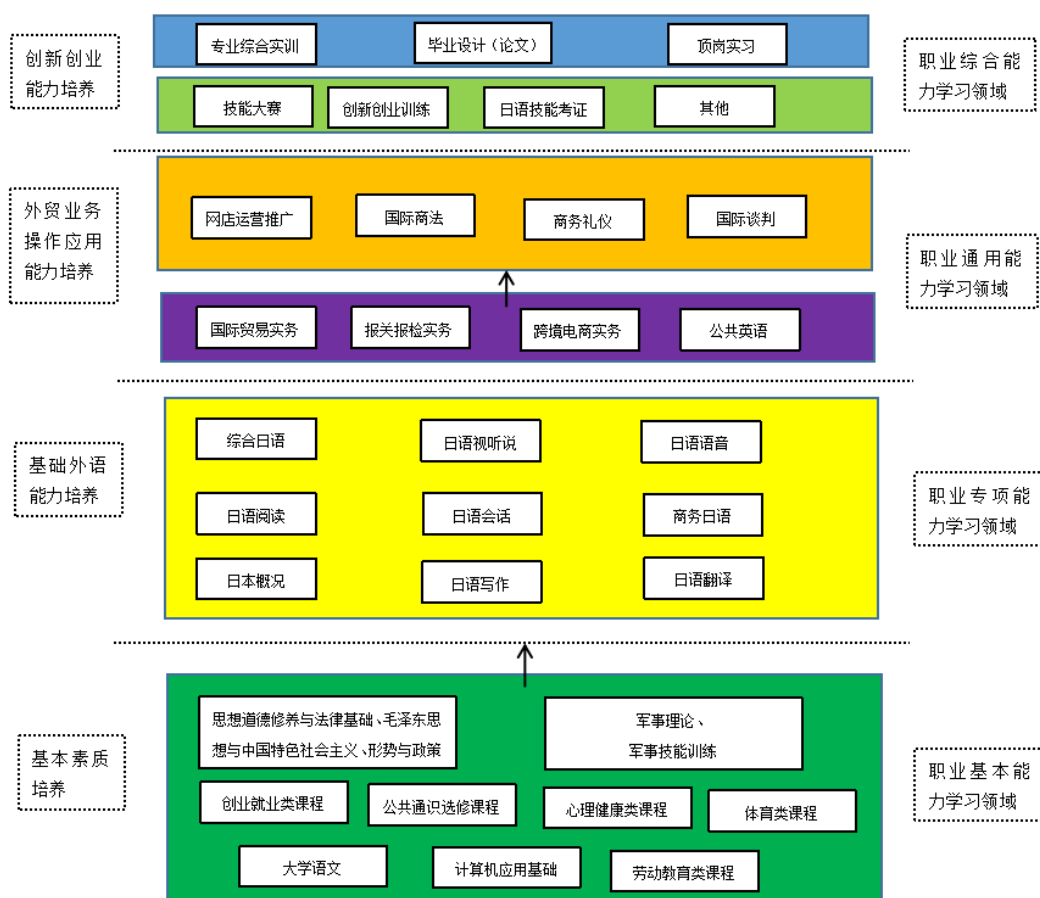 创新创业
能力培养
专业综合实训
毕业设计（论文）
顶岗实习
职业综合能
力学习领域
技能大赛
创新创业训练
日语技能考证
其他
外贸业务
操作应用
能力培养
网店运营推广
国际商法
商务礼仪
国际谈判
职业通用能
力学习领域
国际贸易实务
报关报检实务
跨境电商实务
公共英语
基础外语
能力培养
综合日语
日语视听说
日语语音
日语阅读
日语会话
商务日语
职业专项能
力学习领域
日本概况
日语写作
日语翻译
思想道德修养与法律基础、毛泽东思
想与中国特色社会主义、形势与政策
军事理论、
军事技能训练
基本素质
培养
职业基本能
力学习领域
创业就业类课程
公共通识选修课程
心理健康类课程
体育类课程
大学语文
计算机应用基础
劳动教育类课程